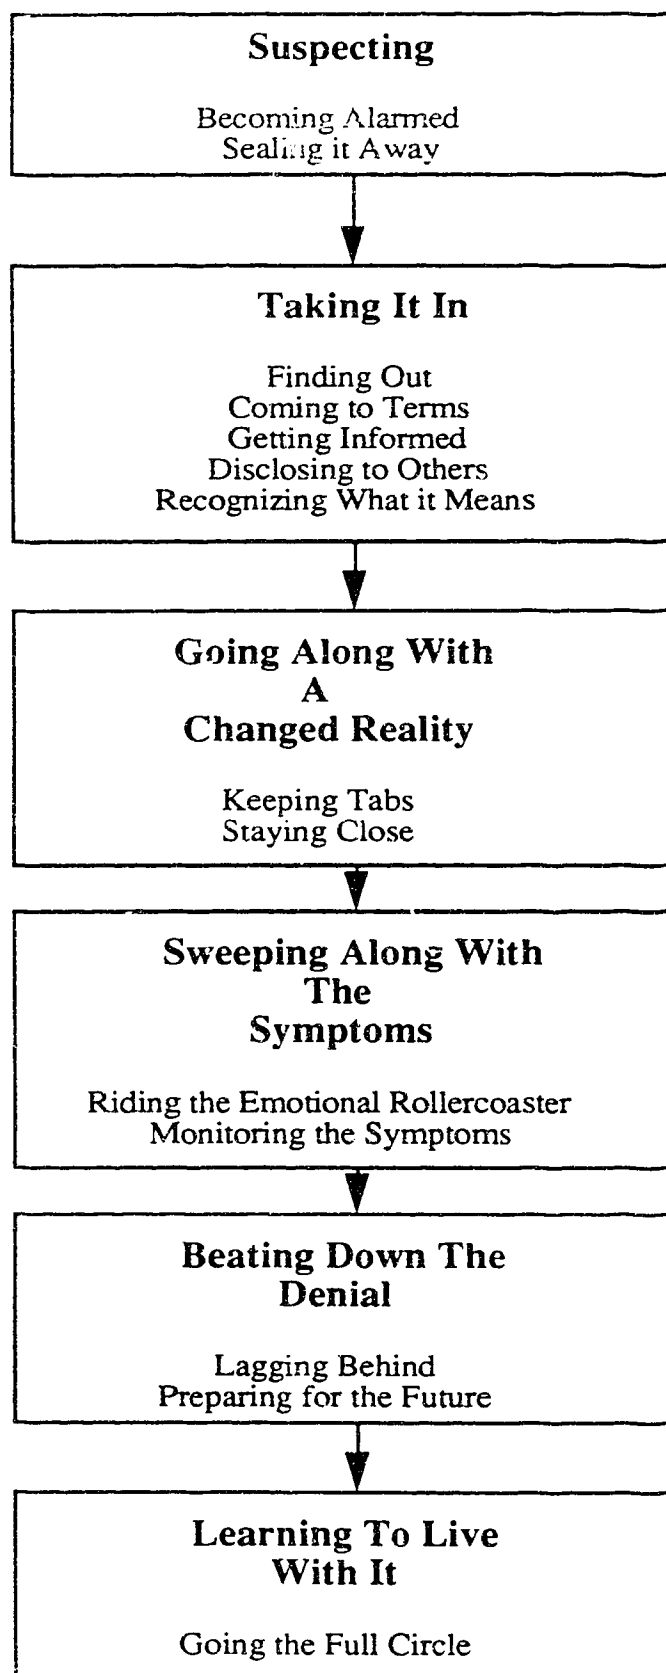 Suspecting
Becoming Alarmed
Sealing it Away
Taking It In
Finding Out
Coming to Terms
Getting Informed
Disclosing to Others
Recognizing What it Means
Going Along With
A
Changed Reality
Keeping Tabs
Staying Close
Sweeping Along With
The
Symptoms
Riding the Emotional Rollercoaster
Monitoring the Symptoms
Beating Down The
Denial
Lagging Behind
Preparing for the Future
Learning To Live
With It
Going the Full Circle